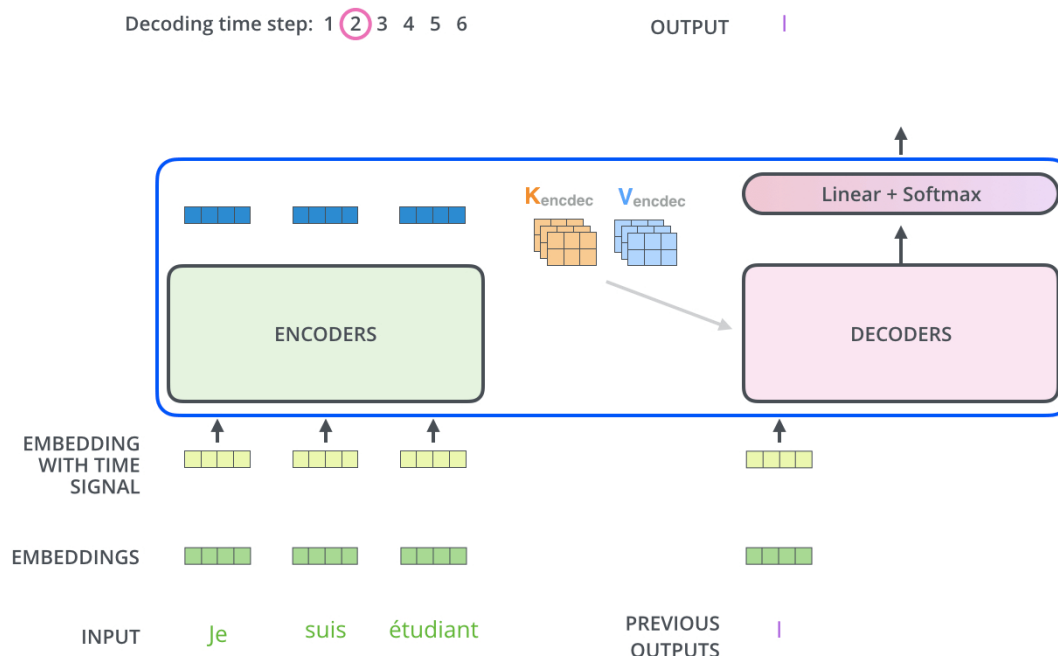 Decoding time step: 1 2 3 4 5 6
OUTPUT I
Kencdec Vencdec
Linear + Softmax
ENCODERS
DECODERS
EMBEDDING
WITH TIME
SIGNAL
EMBEDDINGS
INPUT Je suis étudiant
PREVIOUS
OUTPUTS
I